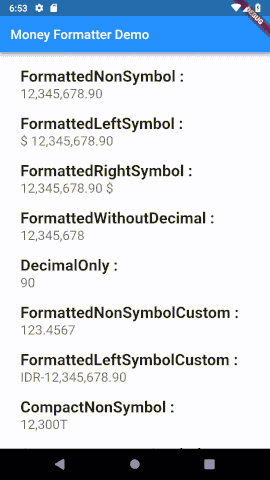 6:53
DEBUG
Money Formatter Demo
FormattedNonSymbol :
12,345,678.90
FormattedLeftSymbol :
$ 12,345,678.90
FormattedRightSymbol :
12,345,678.90 $
FormattedWithoutDecimal :
12,345,678
DecimalOnly :
90
FormattedNonSymbolCustom :
123.4567
FormattedLeftSymbolCustom :
IDR-12,345,678.90
CompactNonSymbol :
12,300T